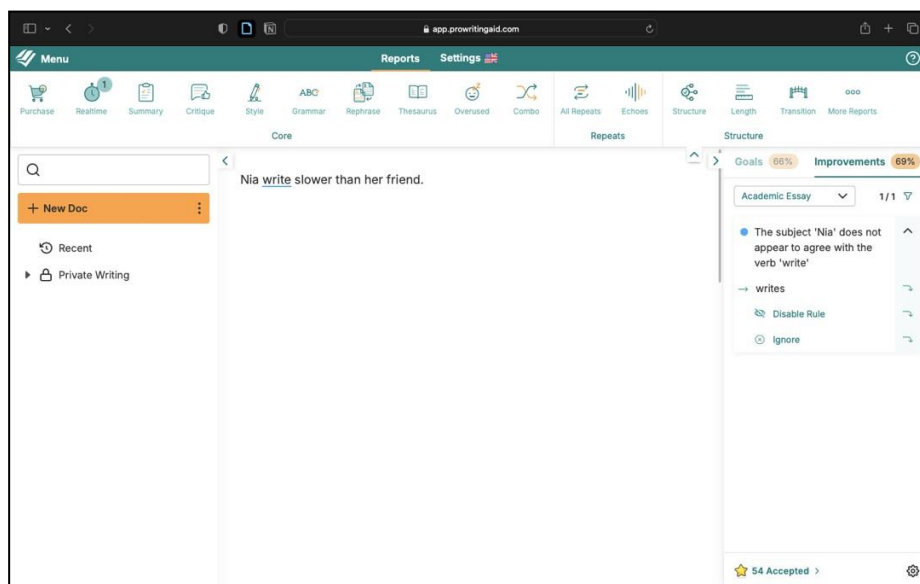 app.prowritingaid.com
Menu
Reports Settings
Purchase
1
Realtime
Summary
Critique
Style
ABC
Grammar
Rephrase
Thesaurus
Overused
Combo
All Repeats
Echoes
Structure
Length
Transition
More Reports
Core
Repeats
Structure
+ New Doc
Recent
Private Writing
Nia write slower than her friend.
Goals 66% Improvements 69%
Academic Essay 1/1
The subject 'Nia' does not
appear to agree with the
verb 'write'
→ writes
Disable Rule
Ignore
54 Accepted >